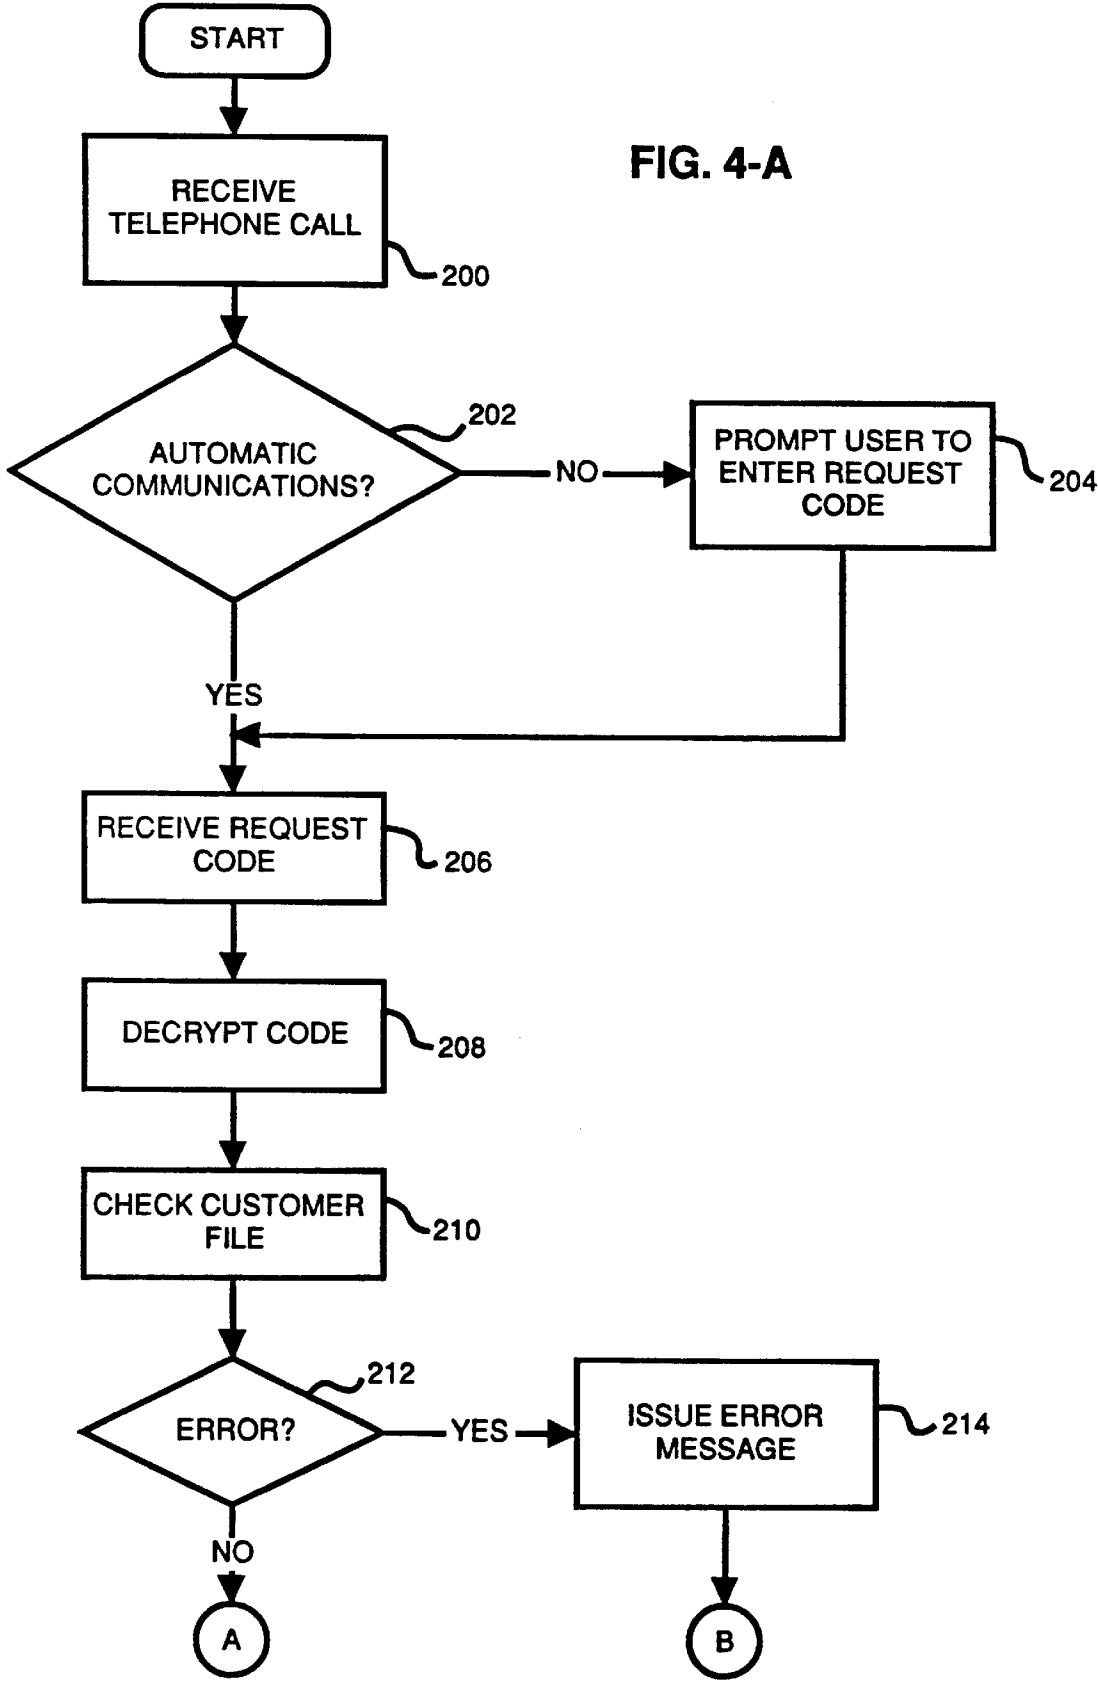 START
FIG. 4-A
RECEIVE
TELEPHONE CALL
200
202
AUTOMATIC
COMMUNICATIONS?
NO
PROMPT USER TO
ENTER REQUEST
CODE
204
YES
RECEIVE REQUEST
CODE
206
DECRYPT CODE
208
CHECK CUSTOMER
FILE
210
212
ERROR?
YES
ISSUE ERROR
MESSAGE
214
NO
A
B